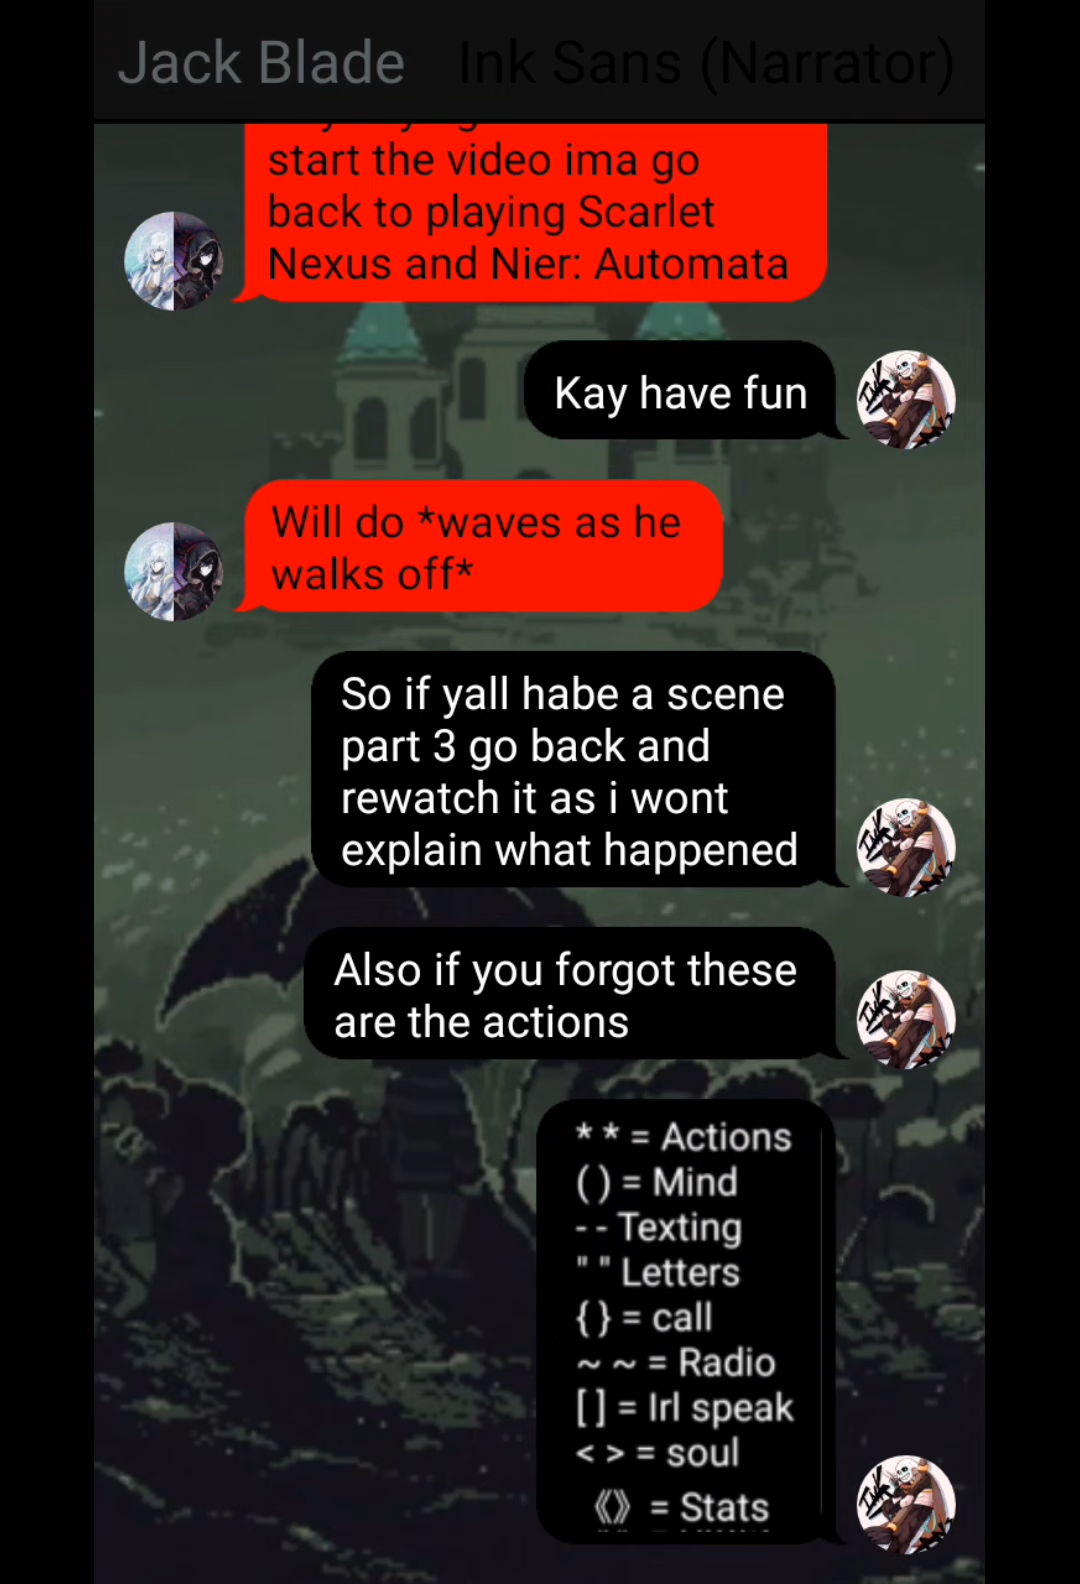 Jack Blade Ink Sans (Narrator)
start the video ima go
back to playing Scarlet
Nexus and Nier: Automata
Kay have fun
Will do *waves as he
walks off*
So if yall habe a scene
part 3 go back and
rewatch it as i wont
explain what happened
Also if you forgot these
are the actions
* * = Actions
( ) = Mind
- - Texting
" " Letters
{ } = call
~ ~ = Radio
[ ] = Irl speak
< > = soul
《》 = Stats